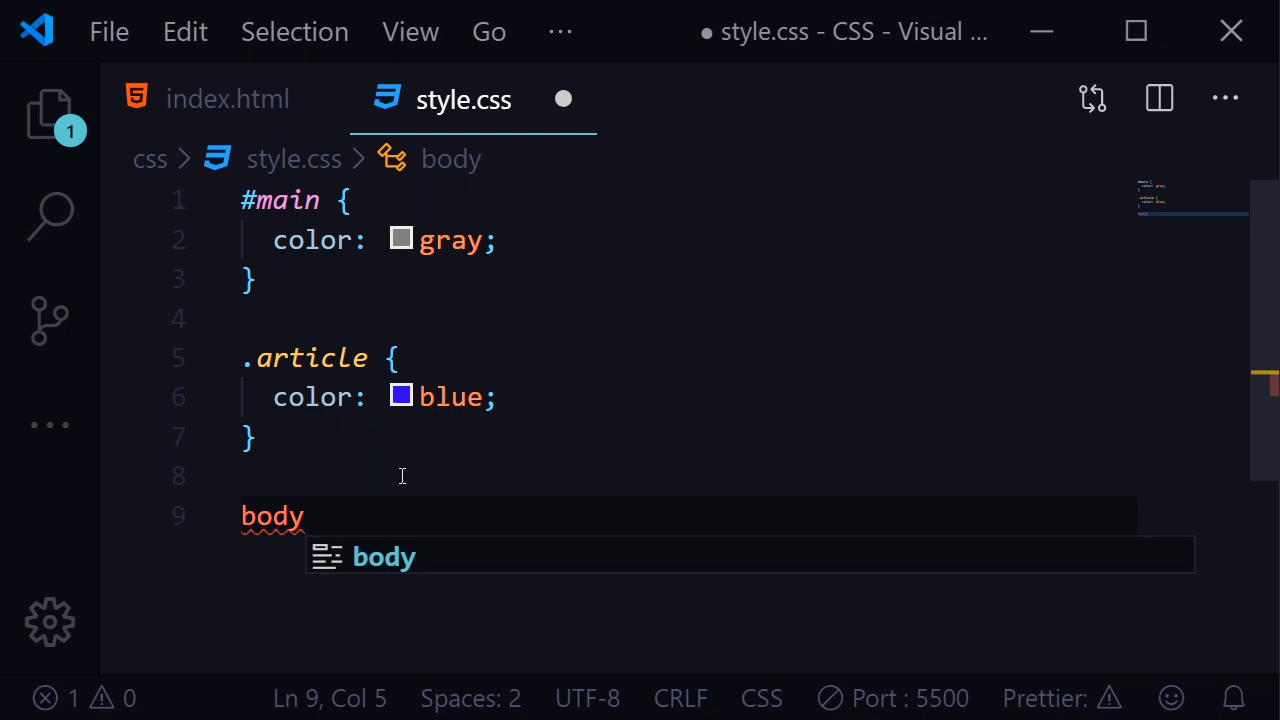 File Edit Selection View Go ··· ● style.css - CSS - Visual ...
index.html style.css ● ···
1
css > style.css > body
1 #main {
2 color: gray;
3 }
4
5 .article {
6 color: blue;
7 }
8
9 body
body
1 0 Ln 9, Col 5 Spaces: 2 UTF-8 CRLF CSS Port : 5500 Prettier: